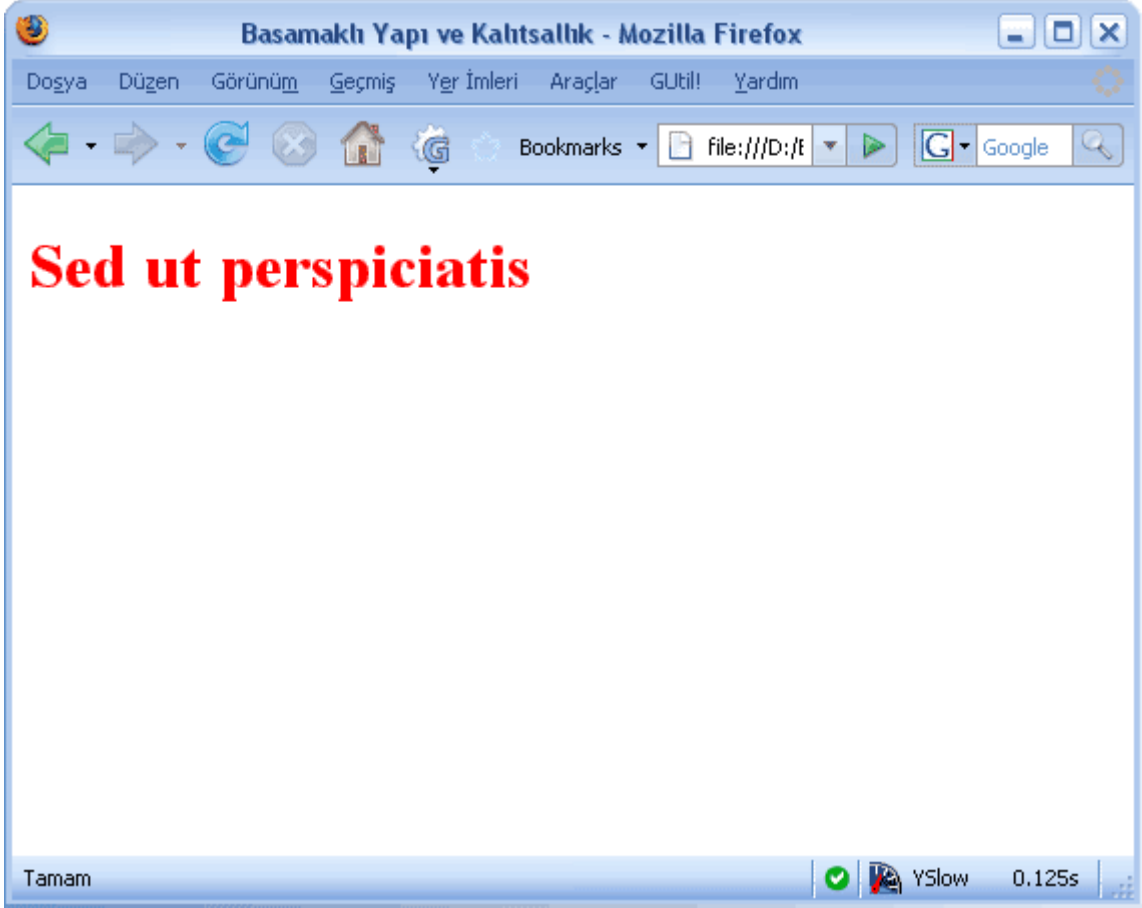 Basamaklı Yapı ve Kalıtsallık - Mozilla Firefox
Dosya Düzen Görünüm Geçmiş Yer İmleri Araçlar GUtil! Yardım
Bookmarks file:///D:/E G Google
Sed ut perspiciatis
Tamam YSlow 0.125s